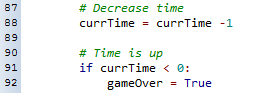 87 # Decrease time
88 currTime = currTime -1
89
90 # Time is up
91 if currTime < 0:
92 gameOver = True